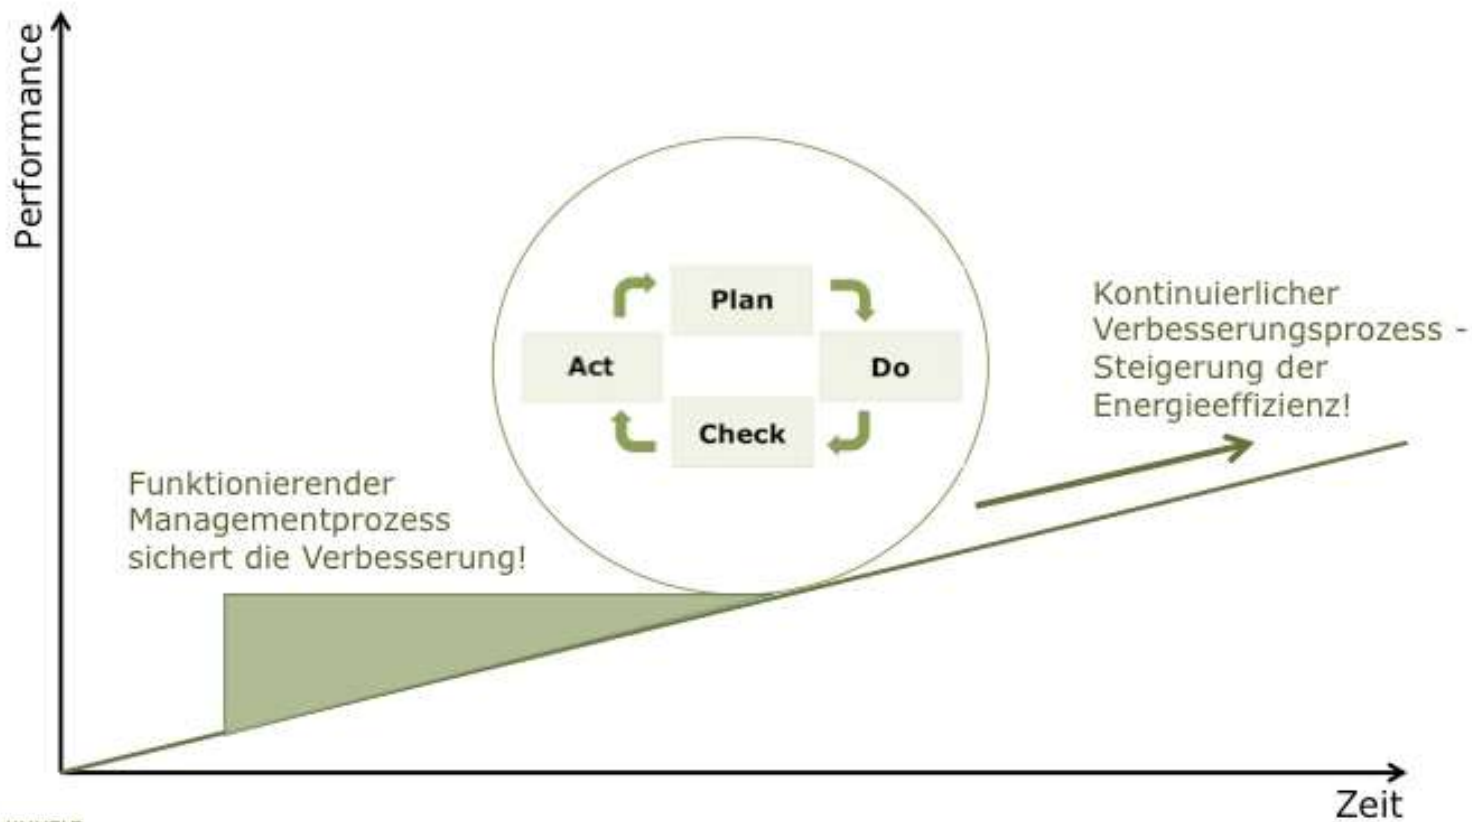 Performance
Plan
Act
Do
Check
Kontinuierlicher
Verbesserungsprozess -
Steigerung der
Energieeffizienz!
Funktionierender
Managementprozess
sichert die Verbesserung!
Zeit